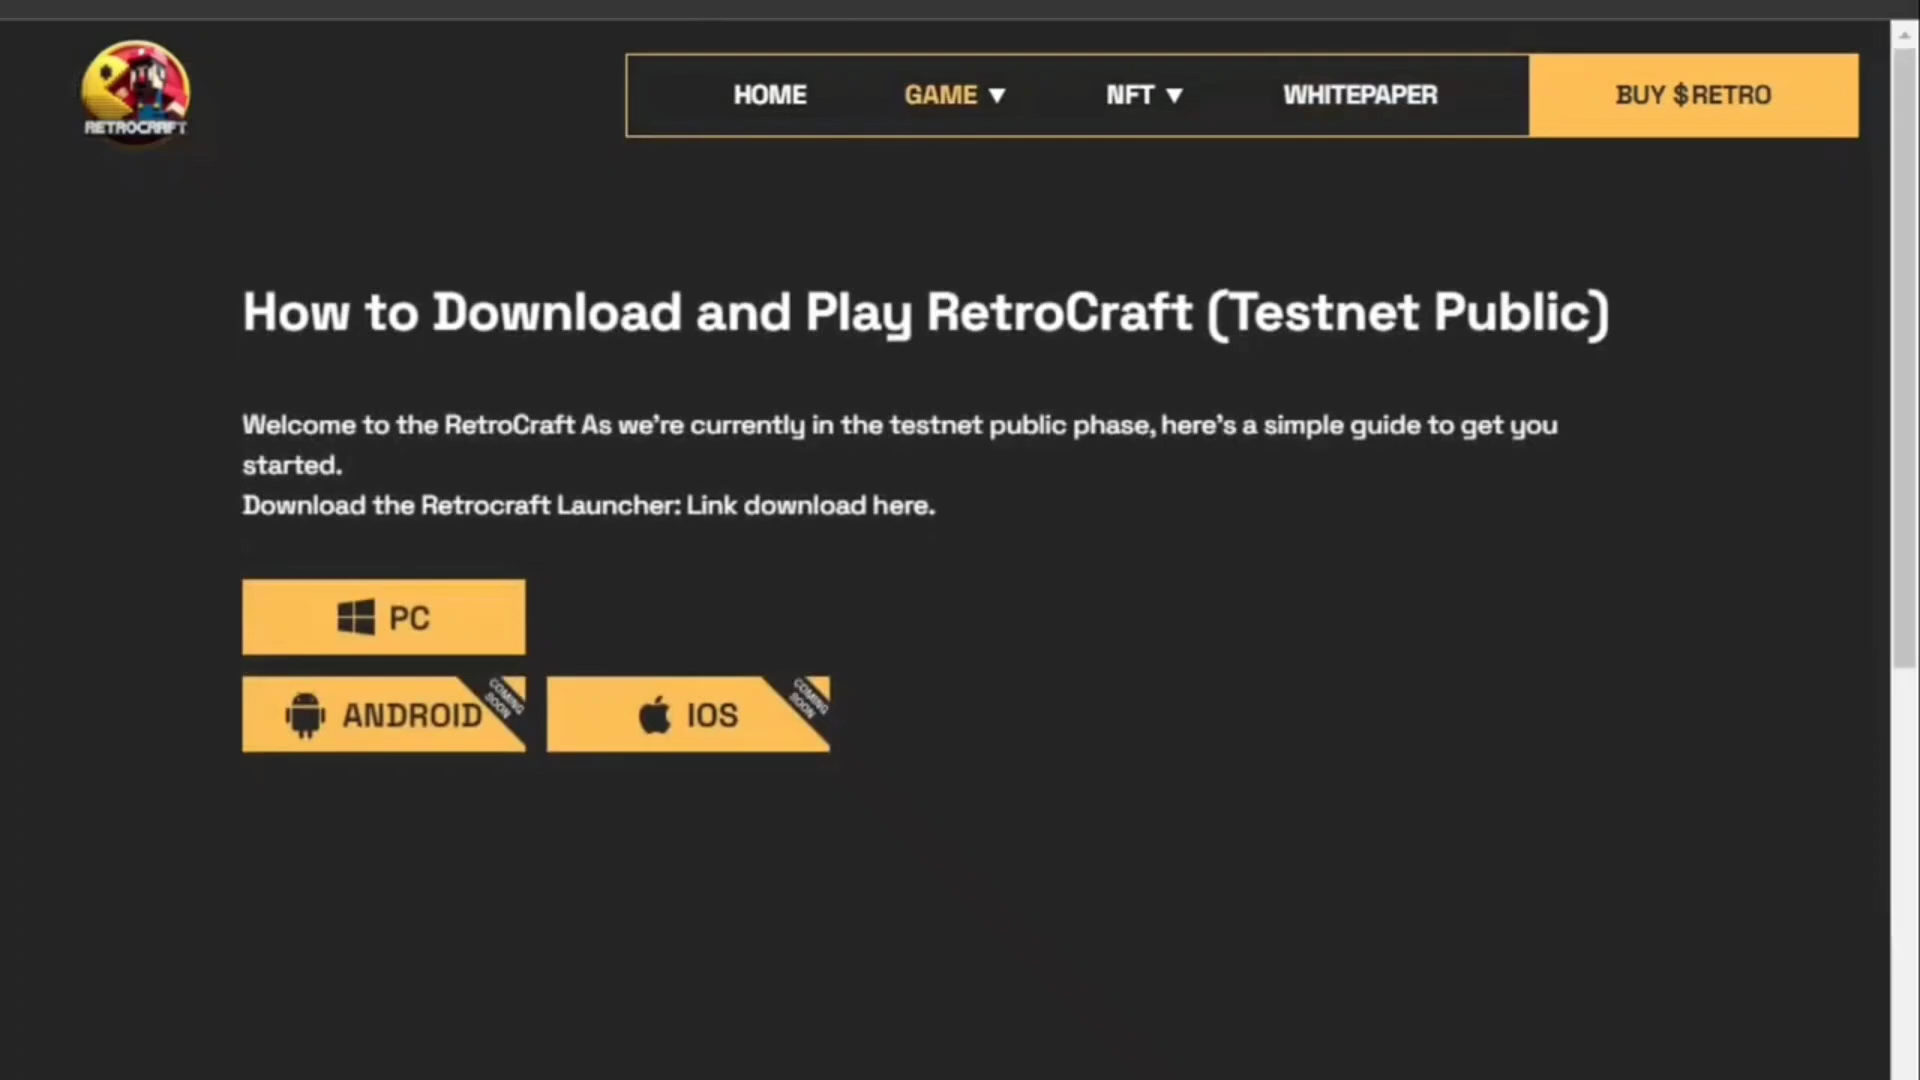 RETROCRAFT
HOME
GAME ▼
NFT ▼
WHITEPAPER
BUY $RETRO
How to Download and Play RetroCraft (Testnet Public)
Welcome to the RetroCraft As we're currently in the testnet public phase, here's a simple guide to get you
started.
Download the Retrocraft Launcher: Link download here.
PC
ANDROID
COMING
SOON
IOS
COMING
SOON